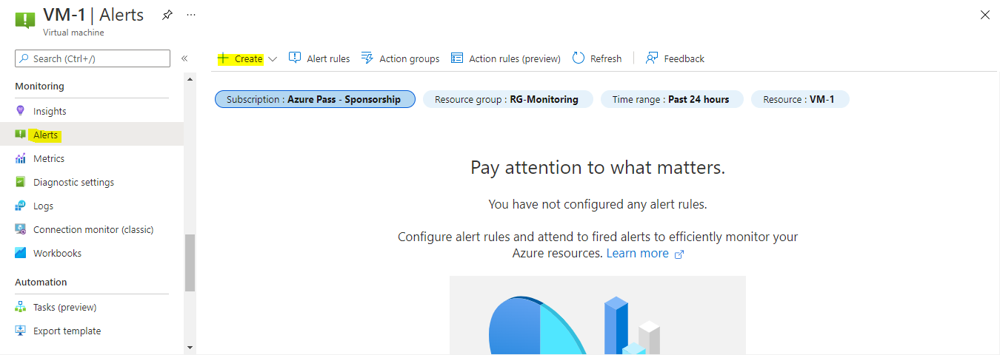 VM-1 | Alerts
Virtual machine
Search (Ctrl+/)
Monitoring
Insights
Alerts
Metrics
Diagnostic settings
Logs
Connection monitor (classic)
Workbooks
Automation
Tasks (preview)
Export template
Create
Alert rules
Action groups
Action rules (preview)
Refresh
Feedback
Subscription : Azure Pass - Sponsorship
Resource group : RG-Monitoring
Time range : Past 24 hours
Resource : VM-1
Pay attention to what matters.
You have not configured any alert rules.
Configure alert rules and attend to fired alerts to efficiently monitor your
Azure resources. Learn more